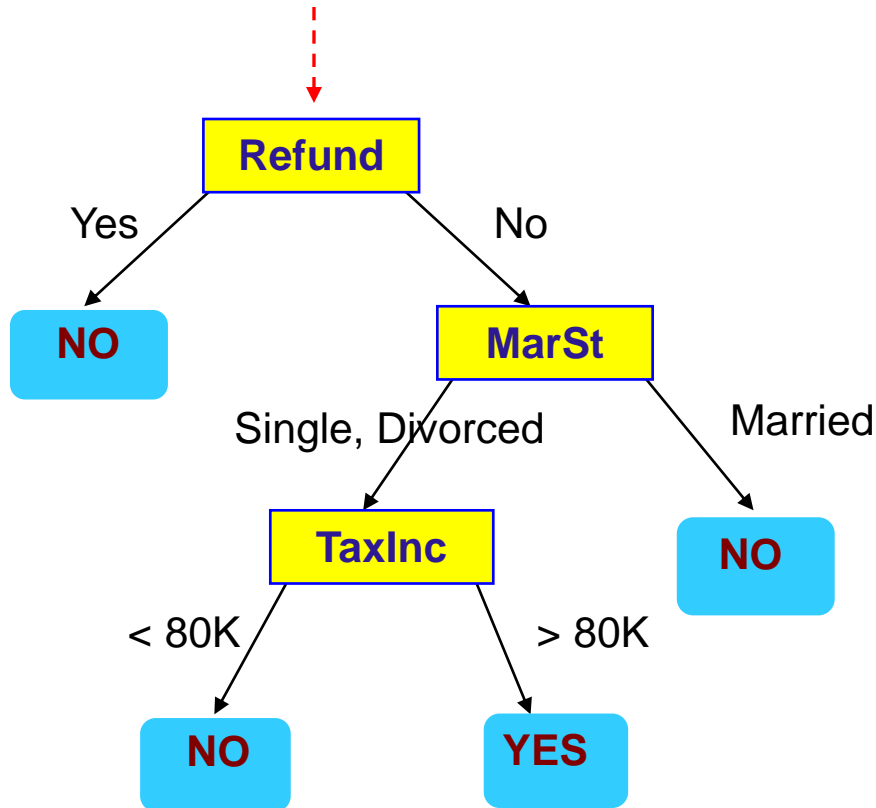 Refund
Yes
No
NO
MarSt
Single, Divorced
Married
TaxInc
NO
< 80K
> 80K
NO
YES